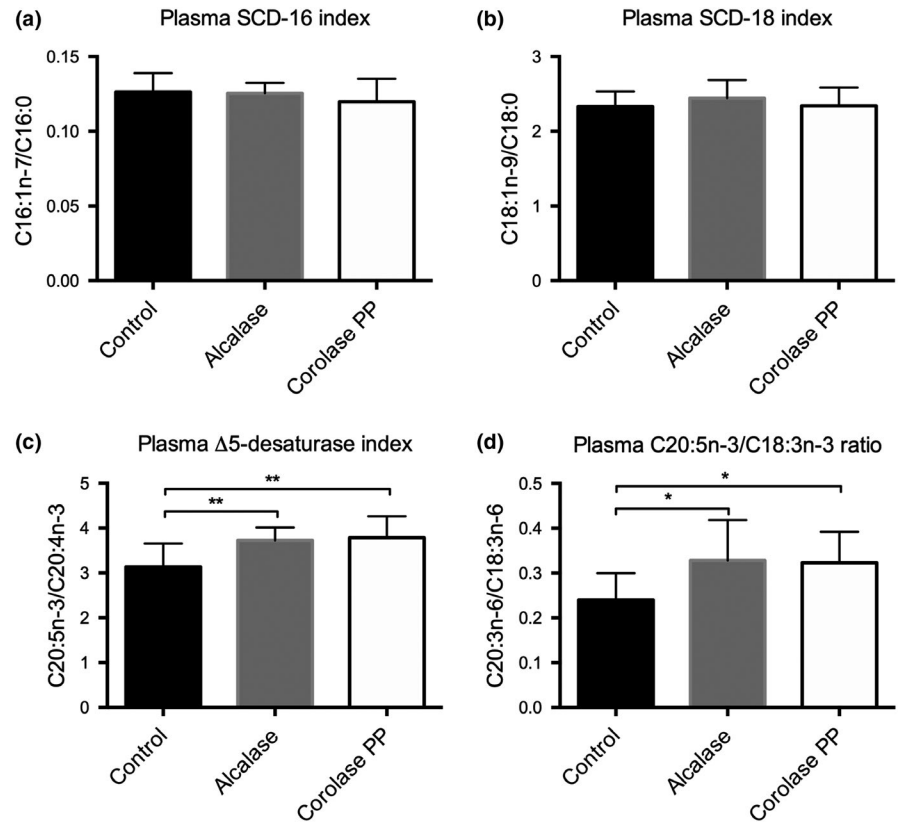 (a) Plasma SCD-16 index
C16:1n-7/C16:0
0.15
0.10
0.05
0.00
Control
Alcalase
Corolase PP
(b) Plasma SCD-18 index
C18:1n-9/C18:0
3
2
1
0
Control
Alcalase
Corolase PP
(c) Plasma Δ5-desaturase index
C20:5n-3/C20:4n-3
5
4
3
2
1
0
**
**
Control
Alcalase
Corolase PP
(d) Plasma C20:5n-3/C18:3n-3 ratio
C20:3n-6/C18:3n-6
0.5
0.4
0.3
0.2
0.1
0.0
*
*
Control
Alcalase
Corolase PP